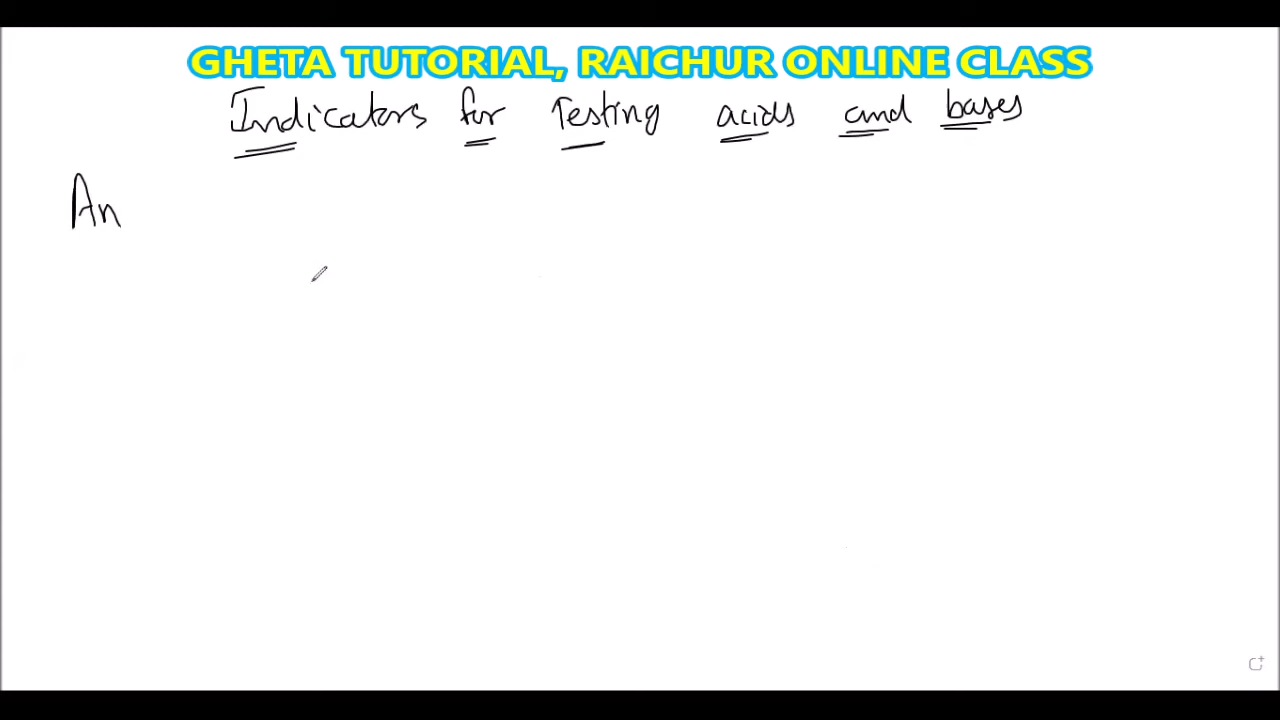 GHETA TUTORIAL, RAICHUR ONLINE CLASS
Indicators for Testing acids and bases
An